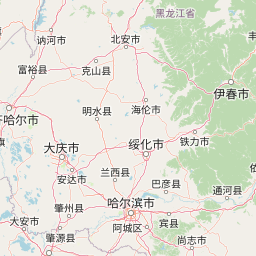 黑龙江省
讷河市
北安市
富裕县
克山县
伊春市
明水县
海伦市
齐哈尔市
绥化市
铁力市
大庆市
兰西县
安达市
巴彦县
通河县
肇州县
哈尔滨市
大安市
宾县
阿城区
肇源县
尚志市